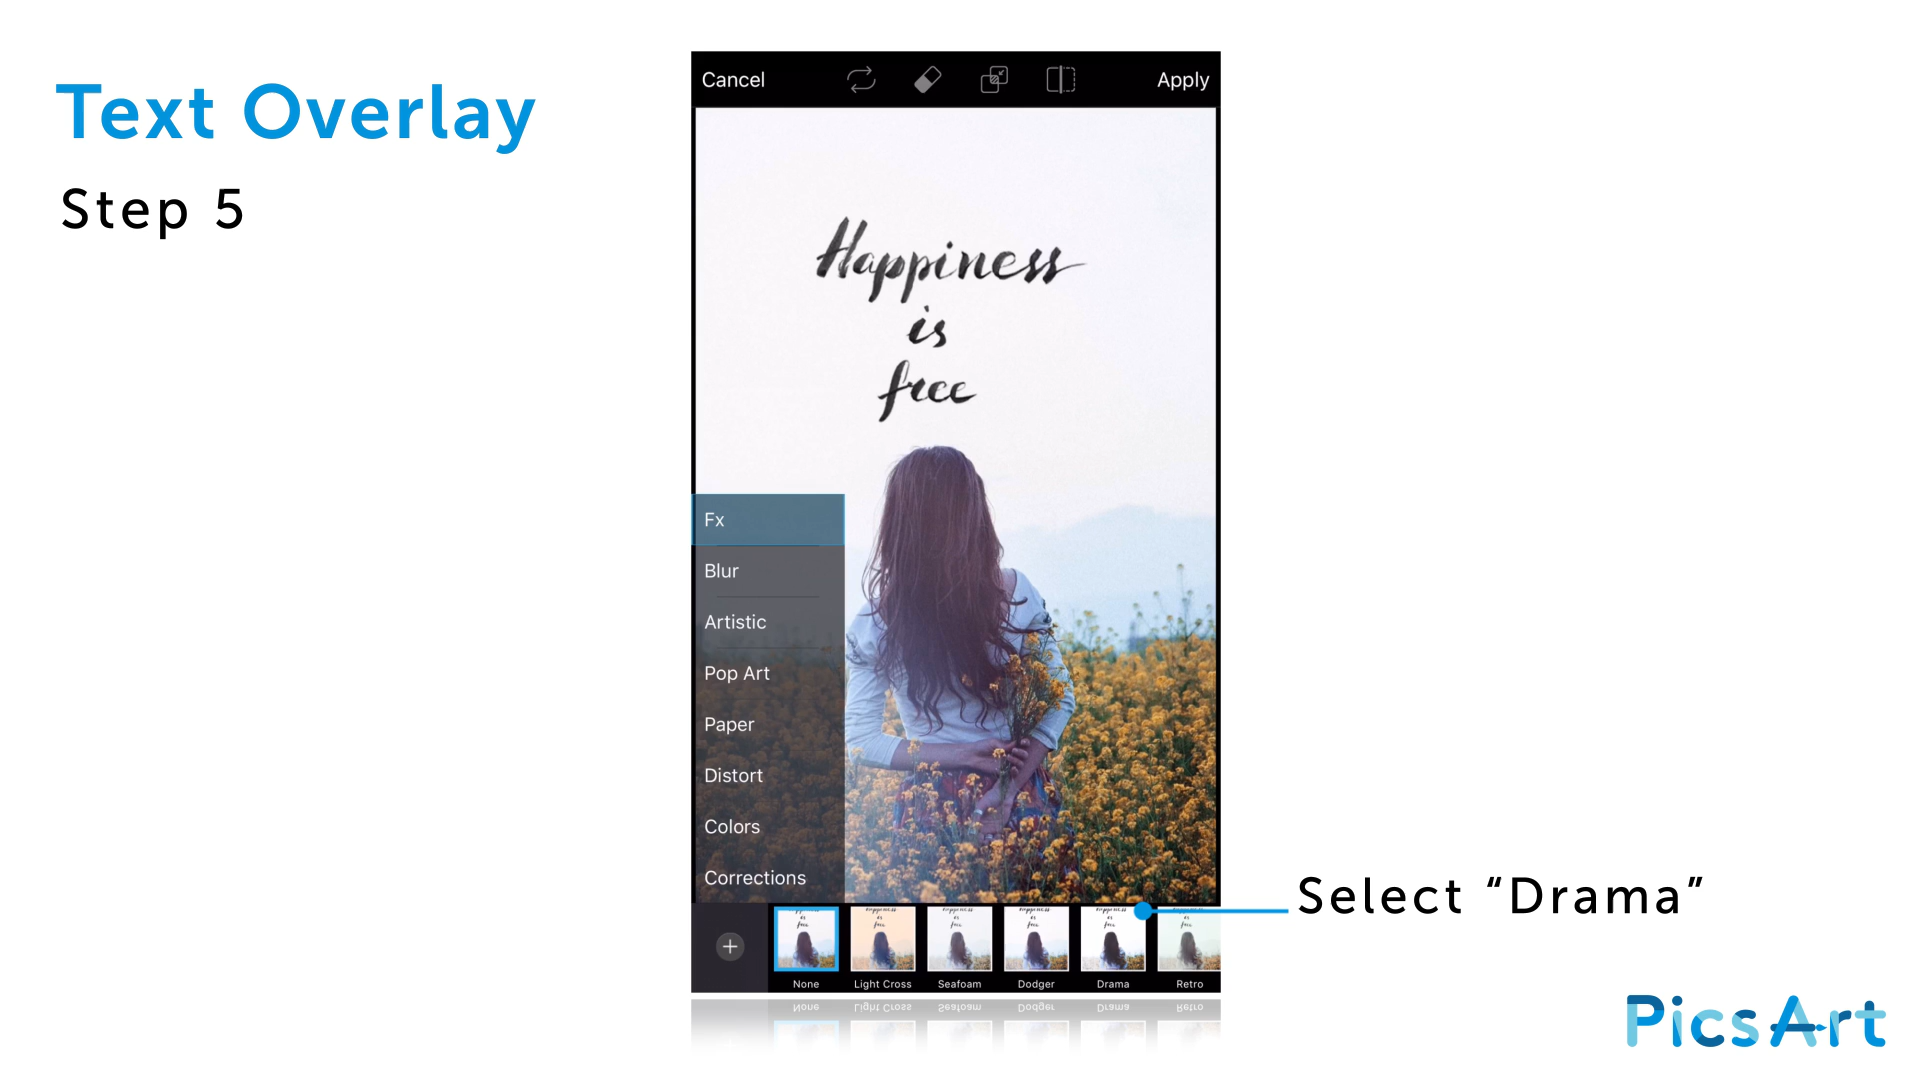 Text Overlay
Step 5
Cancel
Apply
Happiness
is
free
Fx
Blur
Artistic
Pop Art
Paper
Distort
Colors
Corrections
None
Light Cross
Seafoam
Dodger
Drama
Retro
Select “Drama”
PicsArt